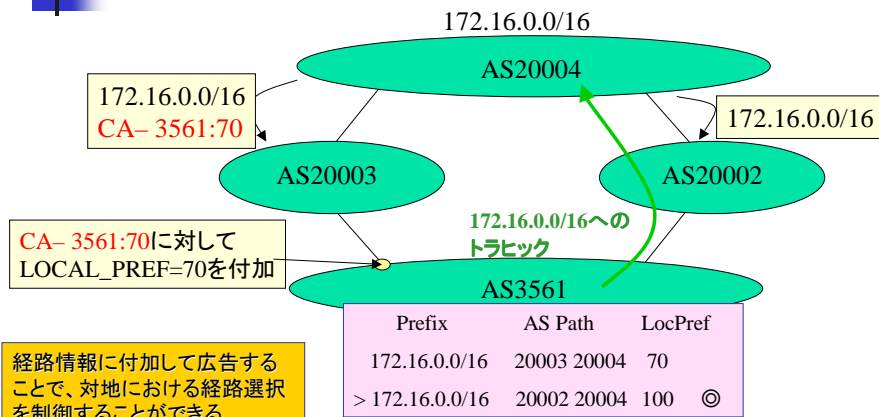 172.16.0.0/16
AS20004
172.16.0.0/16
CA– 3561:70
172.16.0.0/16
AS20003
AS20002
172.16.0.0/16への
トラヒック
CA– 3561:70に対して
LOCAL_PREF=70を付加
AS3561
Prefix AS Path LocPref
172.16.0.0/16 20003 20004 70
> 172.16.0.0/16 20002 20004 100 ◎
経路情報に付加して広告する
ことで、対地における経路選択
を制御することができる